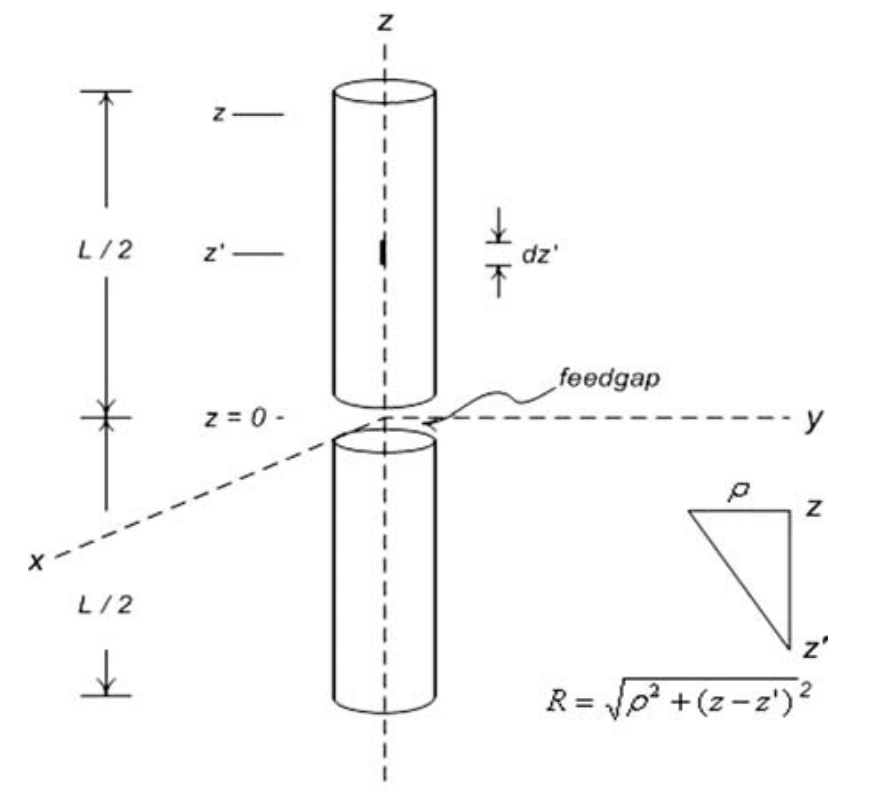 z
z
L / 2
z'
dz'
feedgap
z = 0
y
ρ
z
x
L / 2
z'
R = √ρ² + (z − z')²